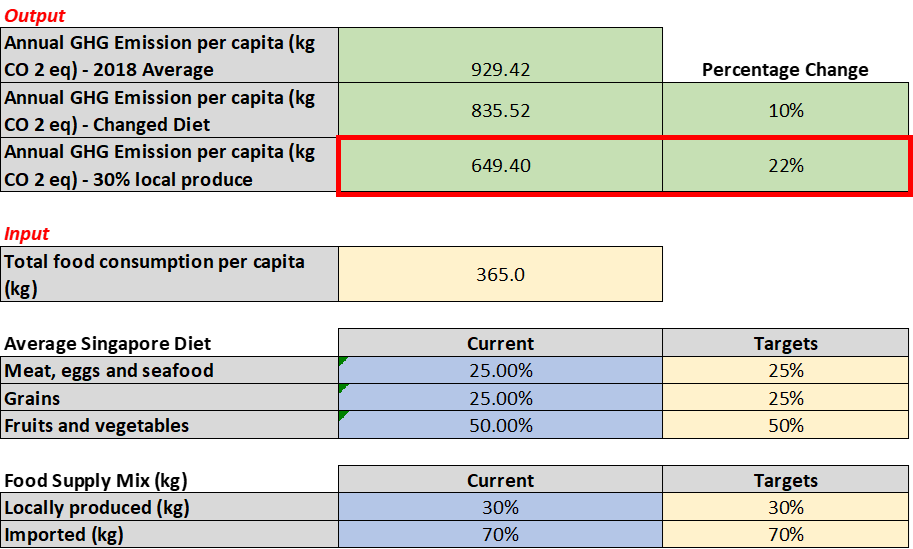 Output
Annual GHG Emission per capita (kg
CO 2 eq) - 2018 Average
929.42
Percentage Change
Annual GHG Emission per capita (kg
CO 2 eq) - Changed Diet
835.52
10%
Annual GHG Emission per capita (kg
CO 2 eq) - 30% local produce
649.40
22%
Input
Total food consumption per capita
(kg)
365.0
Average Singapore Diet
Current
Targets
Meat, eggs and seafood
25.00%
25%
Grains
25.00%
25%
Fruits and vegetables
50.00%
50%
Food Supply Mix (kg)
Current
Targets
Locally produced (kg)
30%
30%
Imported (kg)
70%
70%